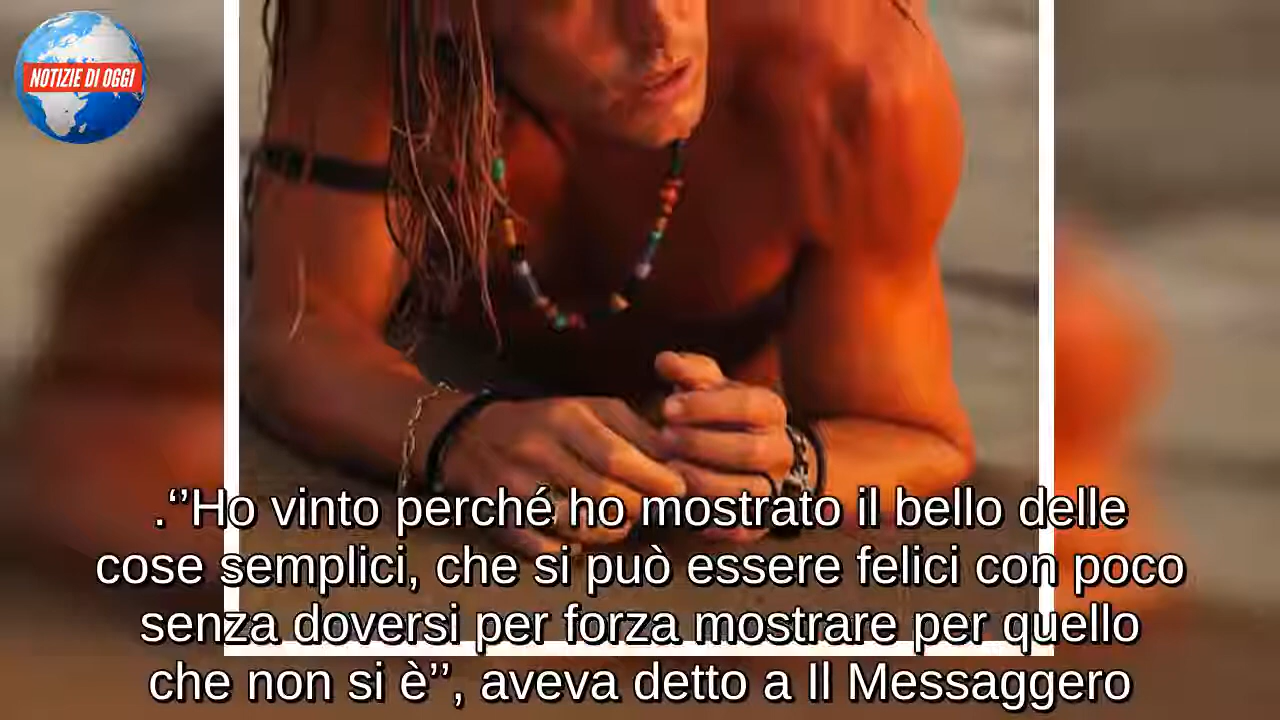 NOTIZIE DI OGGI
.‘’Ho vinto perché ho mostrato il bello delle
cose semplici, che si può essere felici con poco
senza doversi per forza mostrare per quello
che non si è’’, aveva detto a Il Messaggero